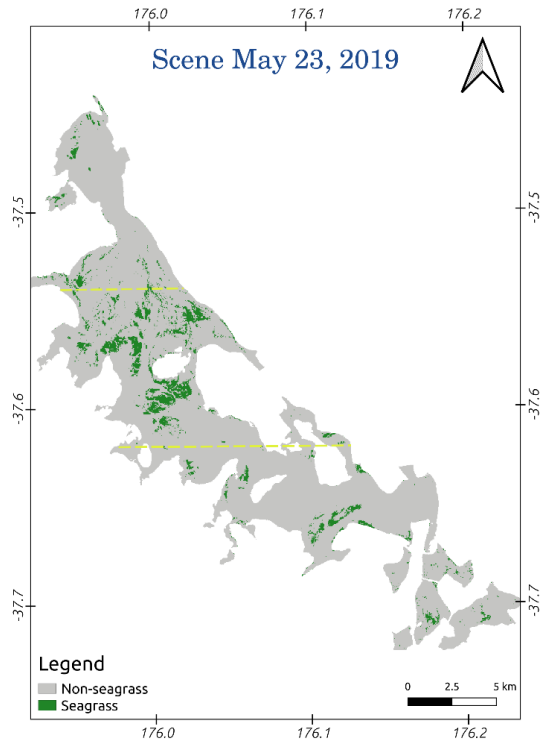 176.0 176.1 176.2
Scene May 23, 2019
-37.5 -37.5
-37.6 -37.6
-37.7 -37.7
Legend
Non-seagrass
Seagrass
0 2.5 5 km
176.0 176.1 176.2